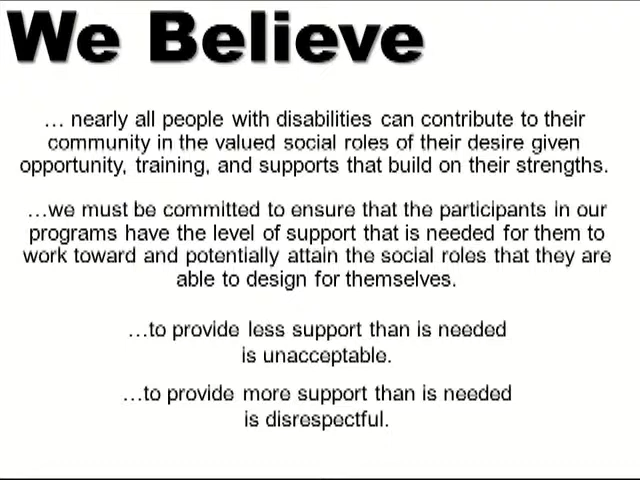 We Believe
… nearly all people with disabilities can contribute to their
community in the valued social roles of their desire given
opportunity, training, and supports that build on their strengths.
…we must be committed to ensure that the participants in our
programs have the level of support that is needed for them to
work toward and potentially attain the social roles that they are
able to design for themselves.
…to provide less support than is needed
is unacceptable.
…to provide more support than is needed
is disrespectful.